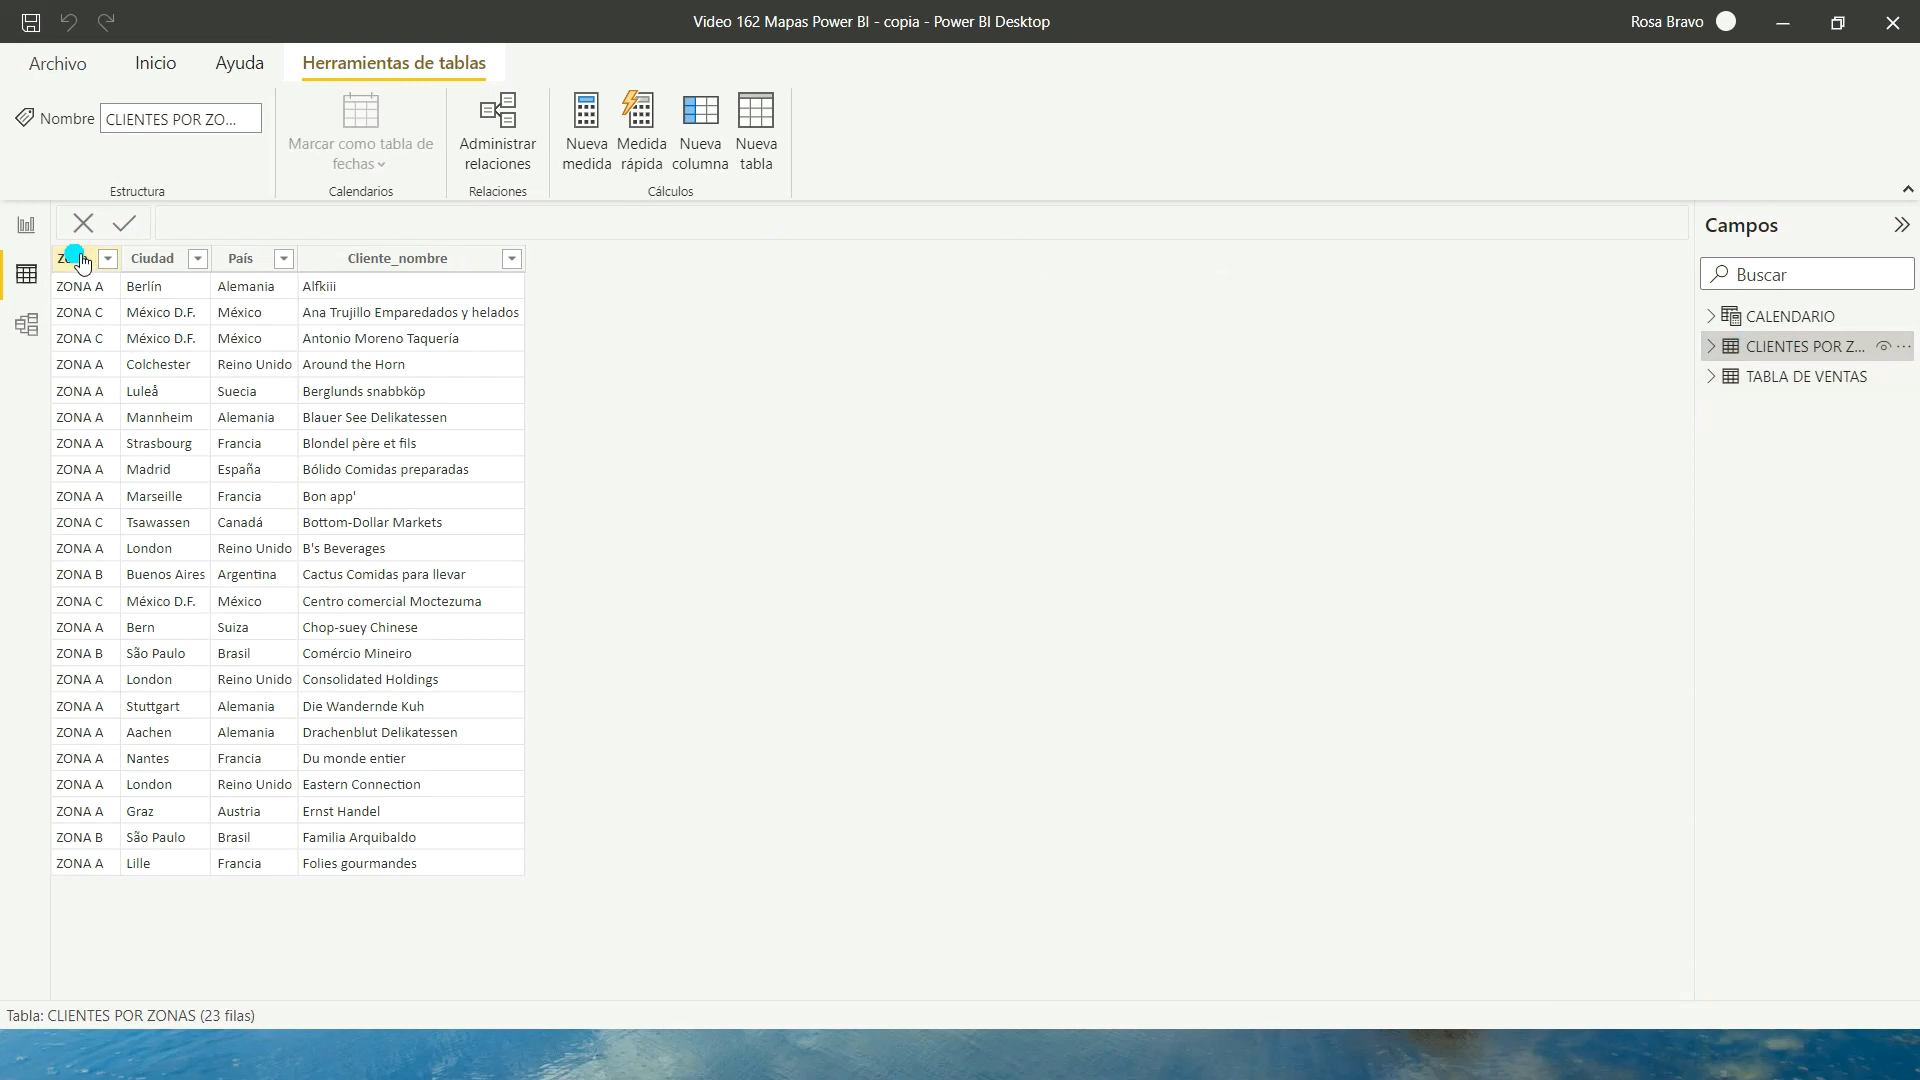 Video 162 Mapas Power BI - copia - Power BI Desktop
Rosa Bravo
Archivo Inicio Ayuda Herramientas de tablas
Nombre CLIENTES POR ZO...
Marcar como tabla de fechas
Administrar relaciones
Nueva medida
Medida rápida
Nueva columna
Nueva tabla
Estructura Calendarios Relaciones Cálculos
Ciudad País Cliente_nombre
ZONA A Berlín Alemania Alfkiii
ZONA C México D.F. México Ana Trujillo Emparedados y helados
ZONA C México D.F. México Antonio Moreno Taquería
ZONA A Colchester Reino Unido Around the Horn
ZONA A Luleå Suecia Berglunds snabbköp
ZONA A Mannheim Alemania Blauer See Delikatessen
ZONA A Strasbourg Francia Blondel père et fils
ZONA A Madrid España Bólido Comidas preparadas
ZONA A Marseille Francia Bon app'
ZONA C Tsawassen Canadá Bottom-Dollar Markets
ZONA A London Reino Unido B's Beverages
ZONA B Buenos Aires Argentina Cactus Comidas para llevar
ZONA C México D.F. México Centro comercial Moctezuma
ZONA A Bern Suiza Chop-suey Chinese
ZONA B São Paulo Brasil Comércio Mineiro
ZONA A London Reino Unido Consolidated Holdings
ZONA A Stuttgart Alemania Die Wandernde Kuh
ZONA A Aachen Alemania Drachenblut Delikatessen
ZONA A Nantes Francia Du monde entier
ZONA A London Reino Unido Eastern Connection
ZONA A Graz Austria Ernst Handel
ZONA B São Paulo Brasil Familia Arquibaldo
ZONA A Lille Francia Folies gourmandes
Campos
Buscar
CALENDARIO
CLIENTES POR Z...
TABLA DE VENTAS
Tabla: CLIENTES POR ZONAS (23 filas)